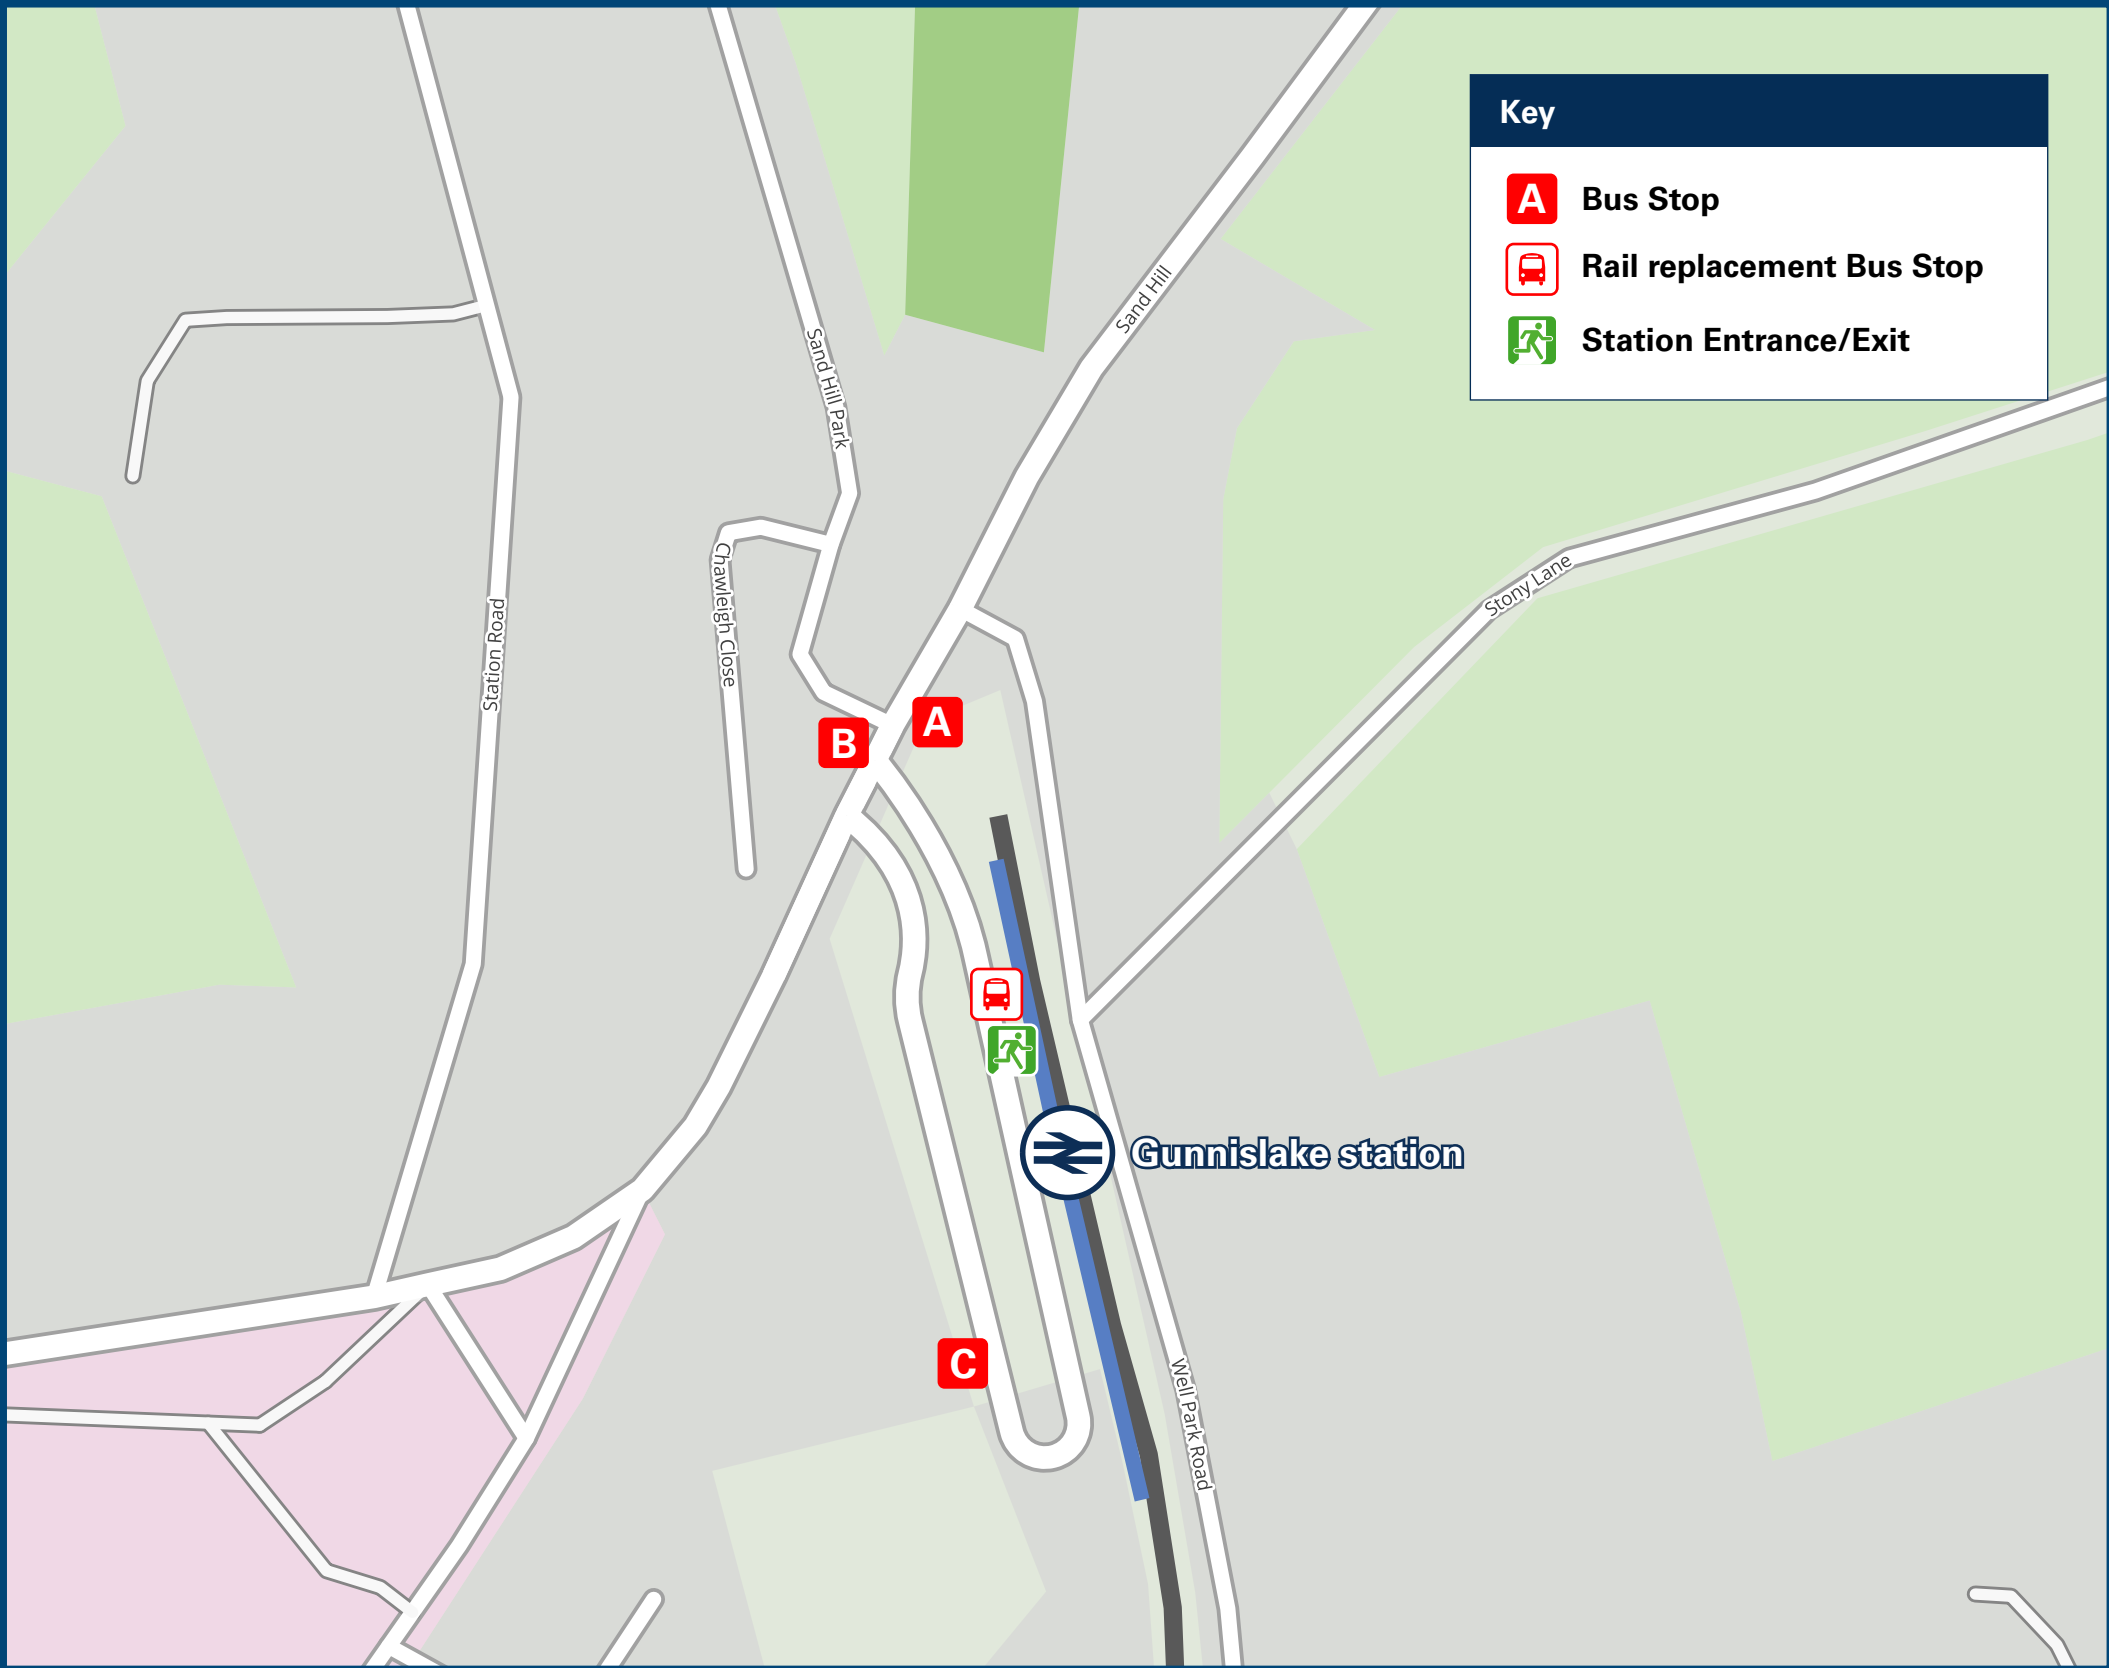 Key
A Bus Stop
Rail replacement Bus Stop
Station Entrance/Exit
Sand Hill
Sand Hill Park
Stony Lane
Chawleigh Close
Station Road
A
B
Gunnislake station
C
Well Park Road